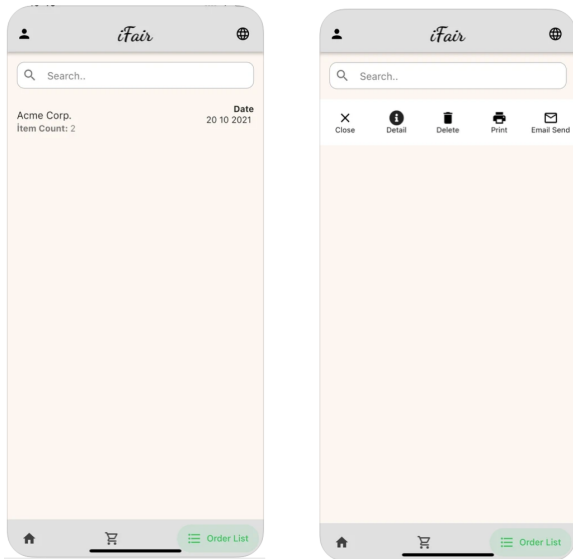 iFair
Search..
Acme Corp.
Date
İtem Count: 2
20 10 2021
Order List
iFair
Search..
Close
Detail
Delete
Print
Email Send
Order List